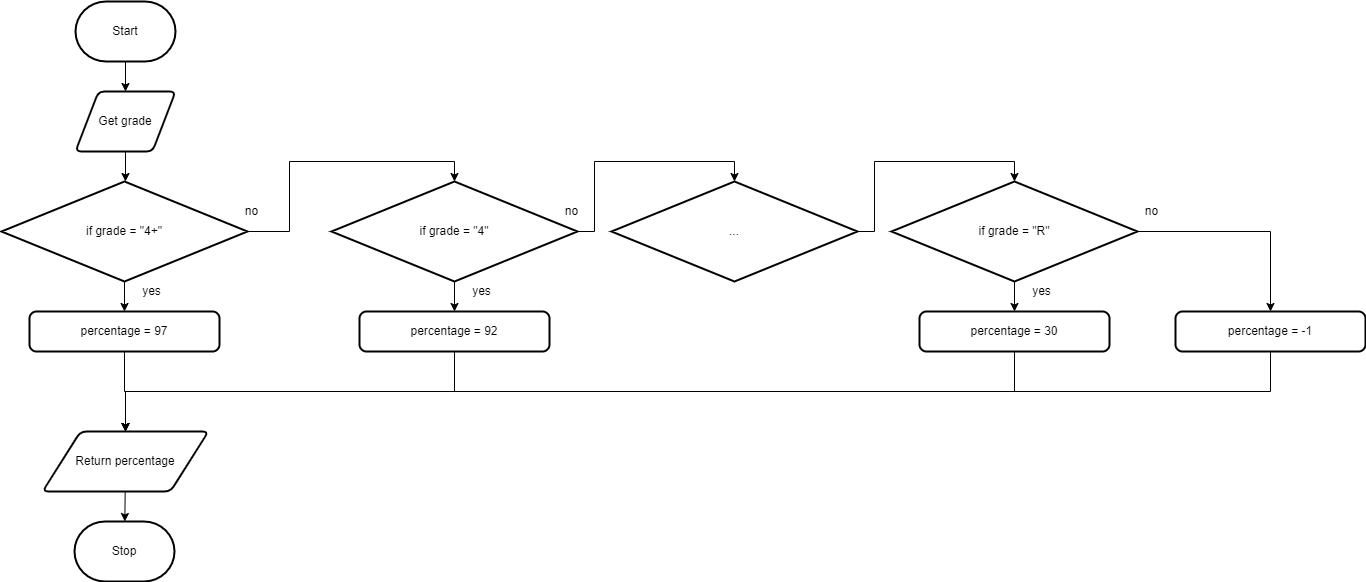 Start
Get grade
if grade = "4+"
no
yes
percentage = 97
if grade = "4"
no
yes
percentage = 92
...
if grade = "R"
no
yes
percentage = 30
percentage = -1
Return percentage
Stop